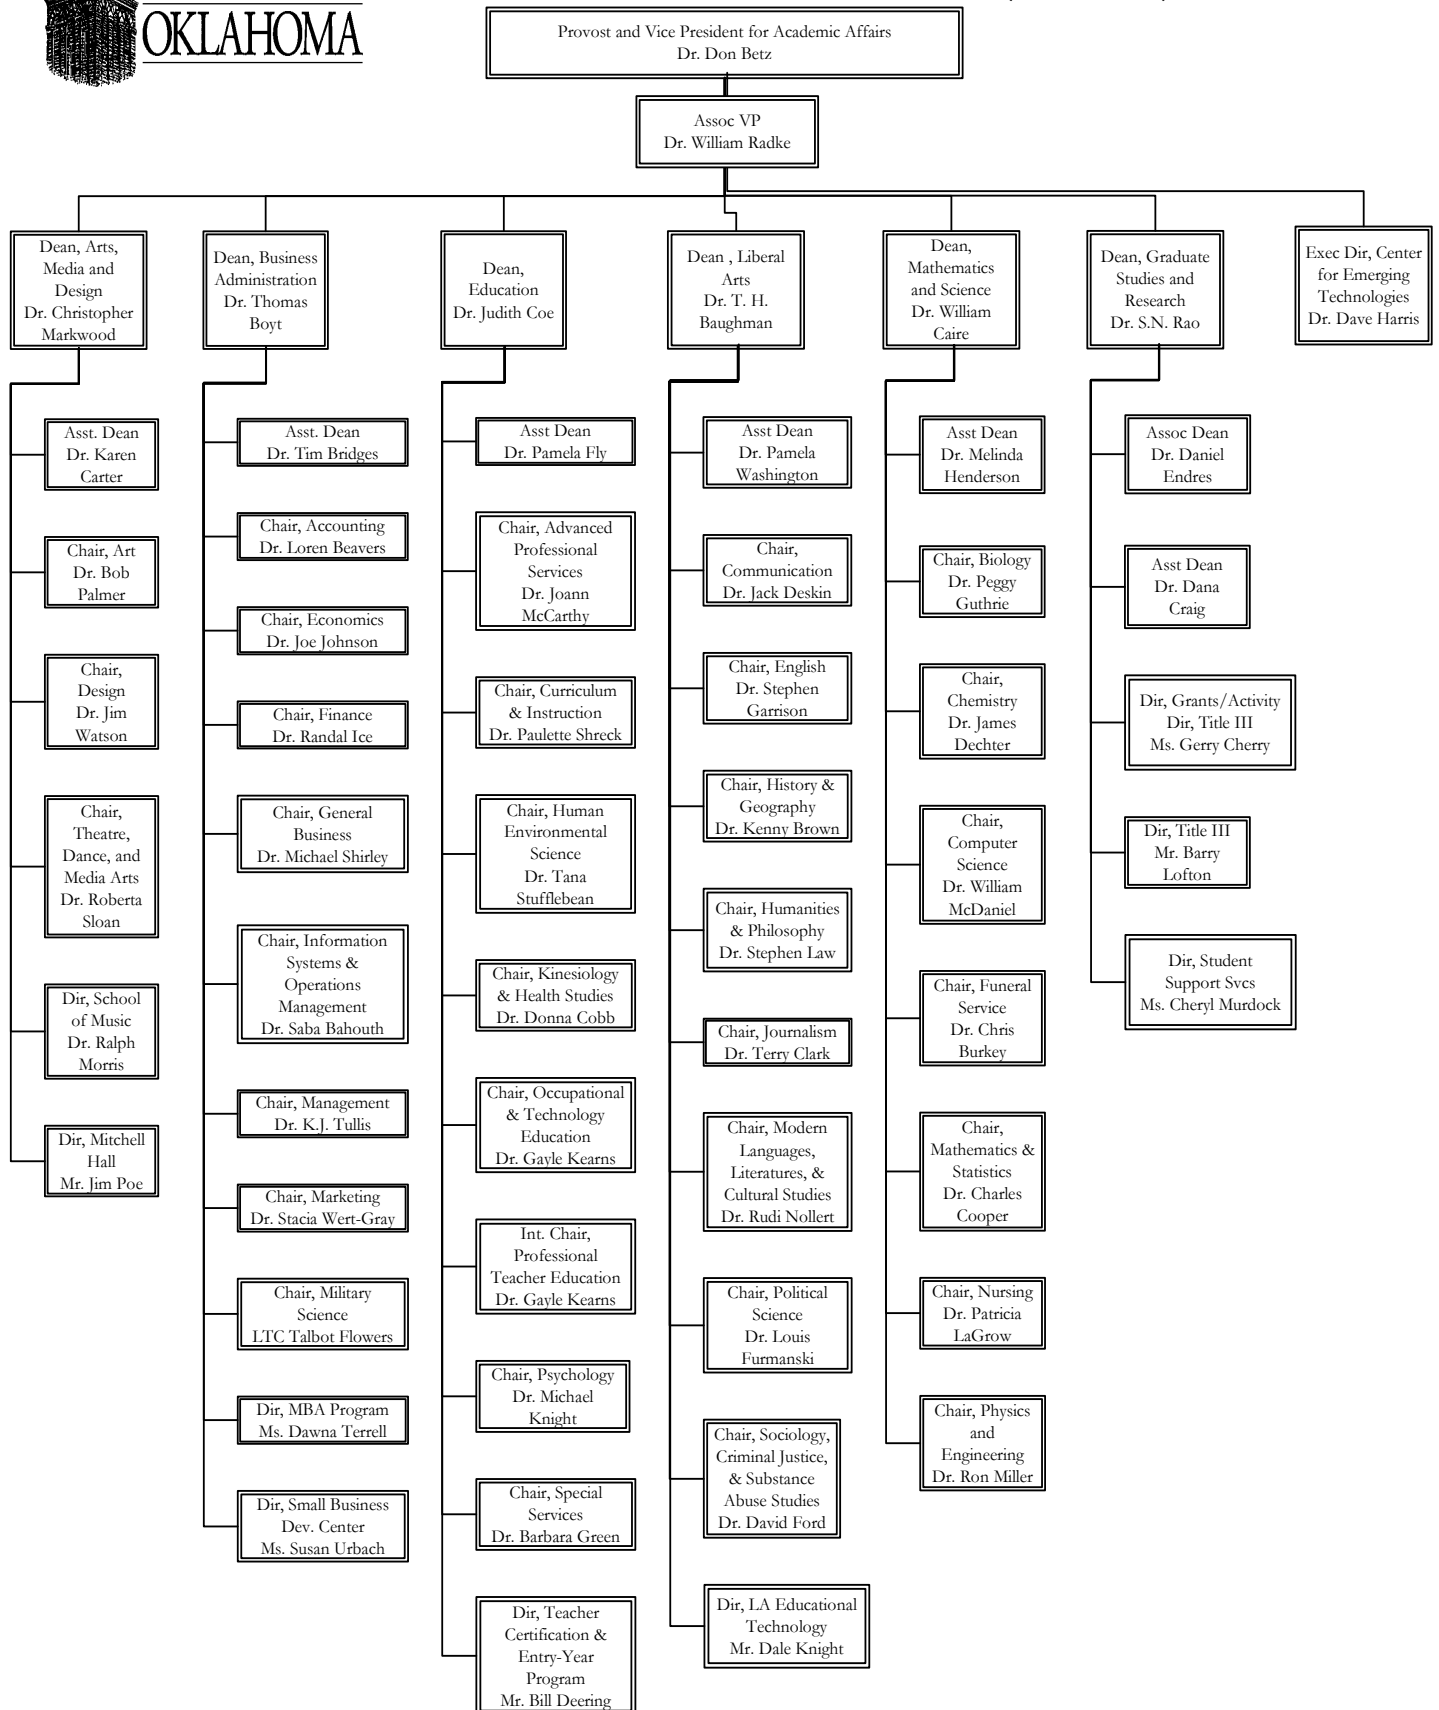 OKLAHOMA
Provost and Vice President for Academic Affairs
Dr. Don Betz
Assoc VP
Dr. William Radke
Dean, Arts,
Media and
Design
Dr. Christopher
Markwood
Dean, Business
Administration
Dr. Thomas
Boyt
Dean,
Education
Dr. Judith Coe
Dean , Liberal
Arts
Dr. T. H.
Baughman
Dean,
Mathematics
and Science
Dr. William
Caire
Dean, Graduate
Studies and
Research
Dr. S.N. Rao
Exec Dir, Center
for Emerging
Technologies
Dr. Dave Harris
Asst. Dean
Dr. Karen
Carter
Chair, Art
Dr. Bob
Palmer
Chair,
Design
Dr. Jim
Watson
Chair,
Theatre,
Dance, and
Media Arts
Dr. Roberta
Sloan
Dir, School
of Music
Dr. Ralph
Morris
Dir, Mitchell
Hall
Mr. Jim Poe
Asst. Dean
Dr. Tim Bridges
Chair, Accounting
Dr. Loren Beavers
Chair, Economics
Dr. Joe Johnson
Chair, Finance
Dr. Randal Ice
Chair, General
Business
Dr. Michael Shirley
Chair, Information
Systems &
Operations
Management
Dr. Saba Bahouth
Chair, Management
Dr. K.J. Tullis
Chair, Marketing
Dr. Stacia Wert-Gray
Chair, Military
Science
LTC Talbot Flowers
Dir, MBA Program
Ms. Dawna Terrell
Dir, Small Business
Dev. Center
Ms. Susan Urbach
Asst Dean
Dr. Pamela Fly
Chair, Advanced
Professional
Services
Dr. Joann
McCarthy
Chair, Curriculum
& Instruction
Dr. Paulette Shreck
Chair, Human
Environmental
Science
Dr. Tana
Stufflebean
Chair, Kinesiology
& Health Studies
Dr. Donna Cobb
Chair, Occupational
& Technology
Education
Dr. Gayle Kearns
Int. Chair,
Professional
Teacher Education
Dr. Gayle Kearns
Chair, Psychology
Dr. Michael
Knight
Chair, Special
Services
Dr. Barbara Green
Dir, Teacher
Certification &
Entry-Year
Program
Mr. Bill Deering
Asst Dean
Dr. Pamela
Washington
Chair,
Communication
Dr. Jack Deskin
Chair, English
Dr. Stephen
Garrison
Chair, History &
Geography
Dr. Kenny Brown
Chair, Humanities
& Philosophy
Dr. Stephen Law
Chair, Journalism
Dr. Terry Clark
Chair, Modern
Languages,
Literatures, &
Cultural Studies
Dr. Rudi Nollert
Chair, Political
Science
Dr. Louis
Furmanski
Chair, Sociology,
Criminal Justice,
& Substance
Abuse Studies
Dr. David Ford
Dir, LA Educational
Technology
Mr. Dale Knight
Asst Dean
Dr. Melinda
Henderson
Chair, Biology
Dr. Peggy
Guthrie
Chair,
Chemistry
Dr. James
Dechter
Chair,
Computer
Science
Dr. William
McDaniel
Chair, Funeral
Service
Dr. Chris
Burkey
Chair,
Mathematics &
Statistics
Dr. Charles
Cooper
Chair, Nursing
Dr. Patricia
LaGrow
Chair, Physics
and
Engineering
Dr. Ron Miller
Assoc Dean
Dr. Daniel
Endres
Asst Dean
Dr. Dana
Craig
Dir, Grants/Activity
Dir, Title III
Ms. Gerry Cherry
Dir, Title III
Mr. Barry
Lofton
Dir, Student
Support Svcs
Ms. Cheryl Murdock